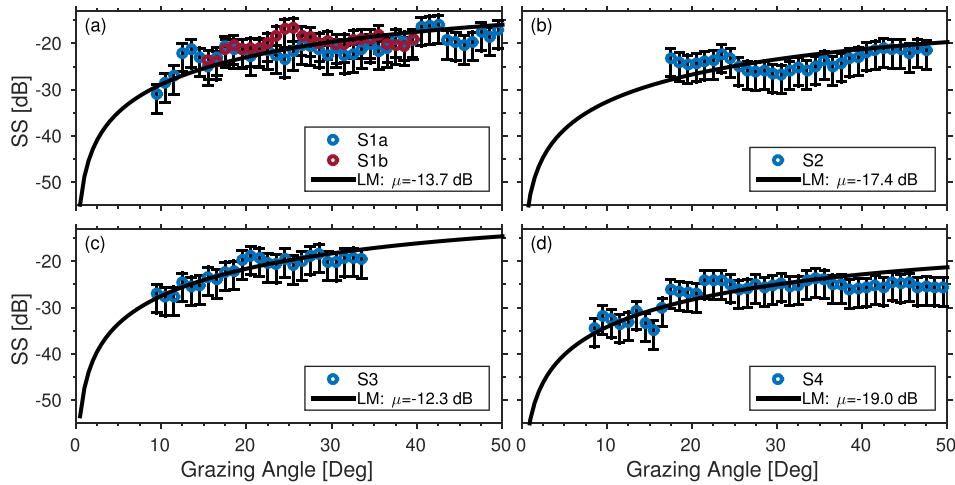 (a)
-20
-30
-40
-50
SS [dB]
S1a
S1b
LM: μ=-13.7 dB
(b)
S2
LM: μ=-17.4 dB
(c)
-20
-30
-40
-50
SS [dB]
S3
LM: μ=-12.3 dB
0 10 20 30 40 50
Grazing Angle [Deg]
(d)
S4
LM: μ=-19.0 dB
0 10 20 30 40 50
Grazing Angle [Deg]